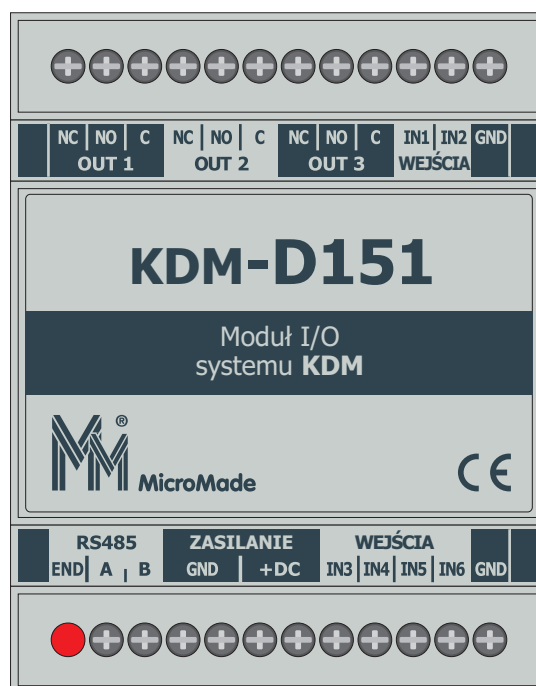 NC NO C NC NO C NC NO C IN1 IN2 GND
OUT 1 OUT 2 OUT 3 WEJŚCIA
KDM-D151
Moduł I/O
systemu KDM
MM ®
MicroMade
CE
RS485 ZASILANIE WEJŚCIA
END A B GND +DC IN3 IN4 IN5 IN6 GND